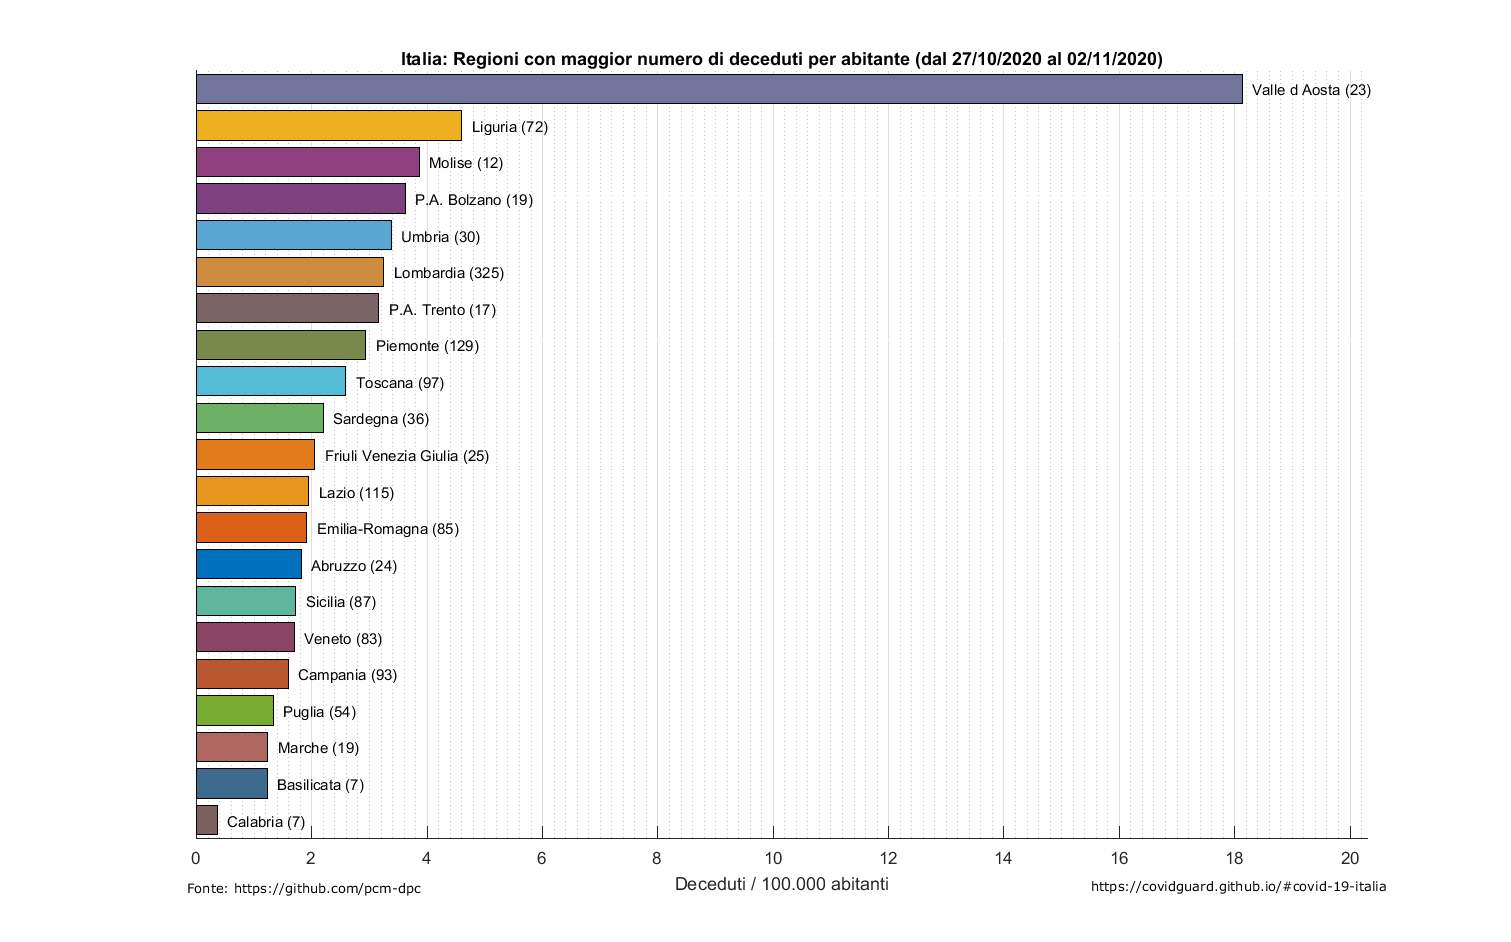 Italia: Regioni con maggior numero di deceduti per abitante (dal 27/10/2020 al 02/11/2020)
Valle d Aosta (23)
Liguria (72)
Molise (12)
P.A. Bolzano (19)
Umbria (30)
Lombardia (325)
P.A. Trento (17)
Piemonte (129)
Toscana (97)
Sardegna (36)
Friuli Venezia Giulia (25)
Lazio (115)
Emilia-Romagna (85)
Abruzzo (24)
Sicilia (87)
Veneto (83)
Campania (93)
Puglia (54)
Marche (19)
Basilicata (7)
Calabria (7)
0 2 4 6 8 10 12 14 16 18 20
Deceduti / 100.000 abitanti
Fonte: https://github.com/pcm-dpc
https://covidguard.github.io/#covid-19-italia